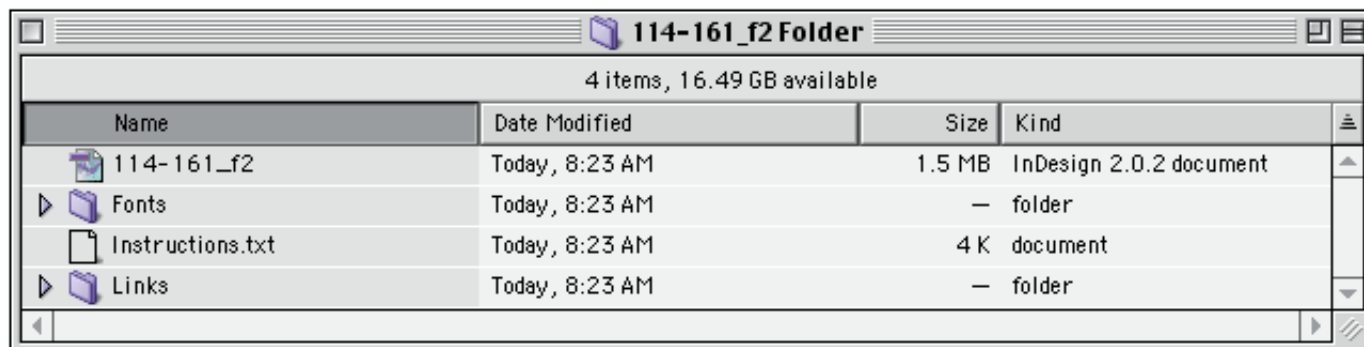 114-161_f2 Folder
4 items, 16.49 GB available
Name Date Modified Size Kind
114-161_f2 Today, 8:23 AM 1.5 MB InDesign 2.0.2 document
Fonts Today, 8:23 AM — folder
Instructions.txt Today, 8:23 AM 4 K document
Links Today, 8:23 AM — folder